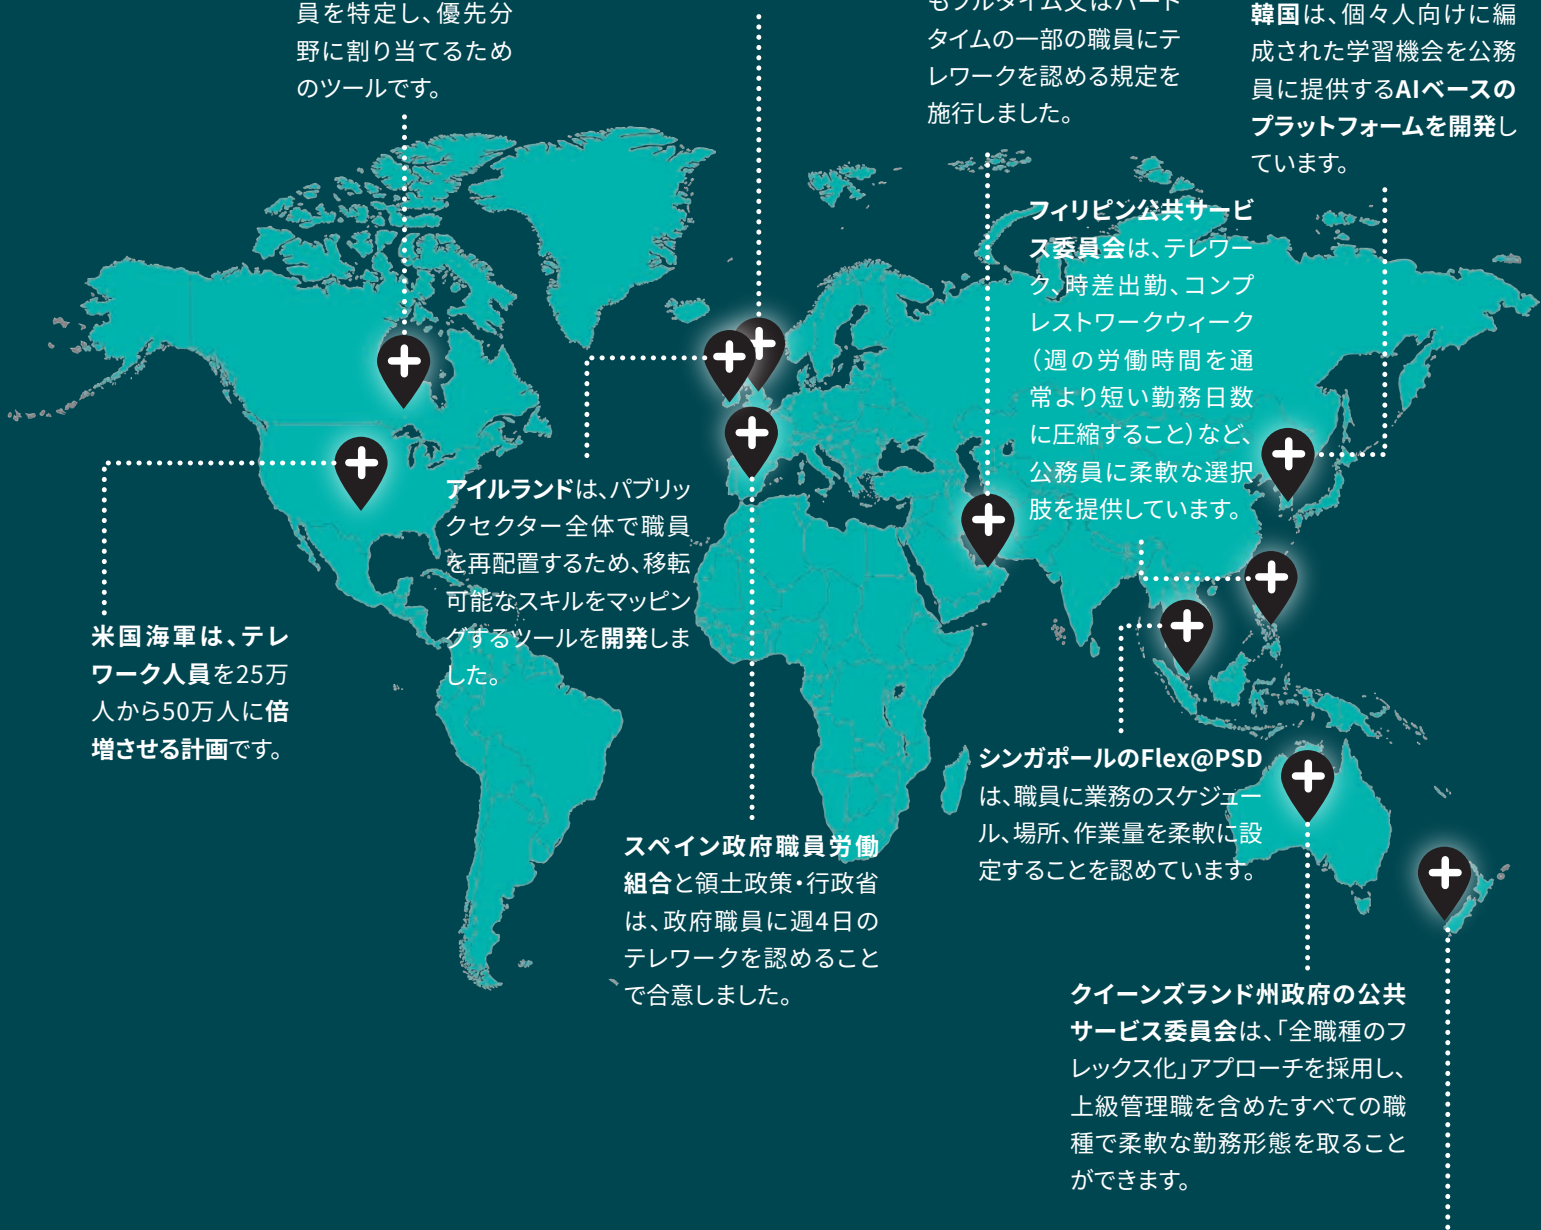 員を特定し、優先分
野に割り当てるため
のツールです。
もフルタイム又はパート
タイムの一部の職員にテ
レワークを認める規定を
施行しました。
韓国は、個々人向けに編
成された学習機会を公務
員に提供するAIベースの
プラットフォームを開発し
ています。
フィリピン公共サービ
ス委員会は、テレワー
ク、時差出勤、コンプ
レストワークウィーク
（週の労働時間を通
常より短い勤務日数
に圧縮すること）など、
公務員に柔軟な選択
肢を提供しています。
アイルランドは、パブリッ
クセクター全体で職員
を再配置するため、移転
可能なスキルをマッピン
グするツールを開発しま
した。
米国海軍は、テレ
ワーク人員を25万
人から50万人に倍
増させる計画です。
シンガポールのFlex@PSD
は、職員に業務のスケジュー
ル、場所、作業量を柔軟に設
定することを認めています。
スペイン政府職員労働
組合と領土政策・行政省
は、政府職員に週4日の
テレワークを認めること
で合意しました。
クイーンズランド州政府の公共
サービス委員会は、「全職種のフ
レックス化」アプローチを採用し、
上級管理職を含めたすべての職
種で柔軟な勤務形態を取ること
ができます。